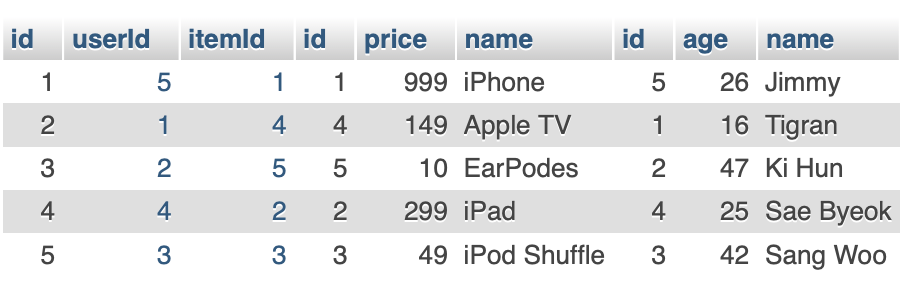 id userId itemId id price name id age name
1 5 1 1 999 iPhone 5 26 Jimmy
2 1 4 4 149 Apple TV 1 16 Tigran
3 2 5 5 10 EarPodes 2 47 Ki Hun
4 4 2 2 299 iPad 4 25 Sae Byeok
5 3 3 3 49 iPod Shuffle 3 42 Sang Woo